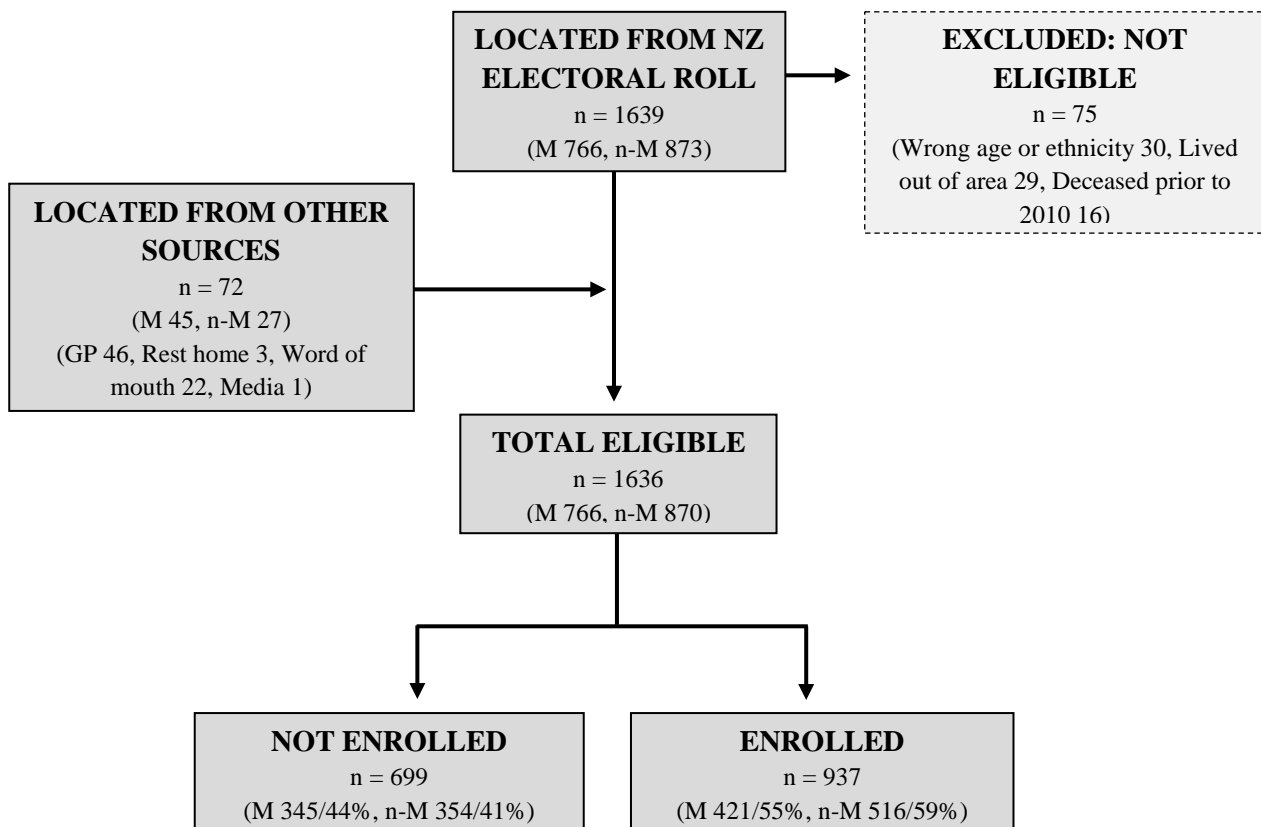 LOCATED FROM NZ
ELECTORAL ROLL
n = 1639
(M 766, n-M 873)
EXCLUDED: NOT
ELIGIBLE
n = 75
(Wrong age or ethnicity 30, Lived
out of area 29, Deceased prior to
2010 16)
LOCATED FROM OTHER
SOURCES
n = 72
(M 45, n-M 27)
(GP 46, Rest home 3, Word of
mouth 22, Media 1)
TOTAL ELIGIBLE
n = 1636
(M 766, n-M 870)
NOT ENROLLED
n = 699
(M 345/44%, n-M 354/41%)
ENROLLED
n = 937
(M 421/55%, n-M 516/59%)